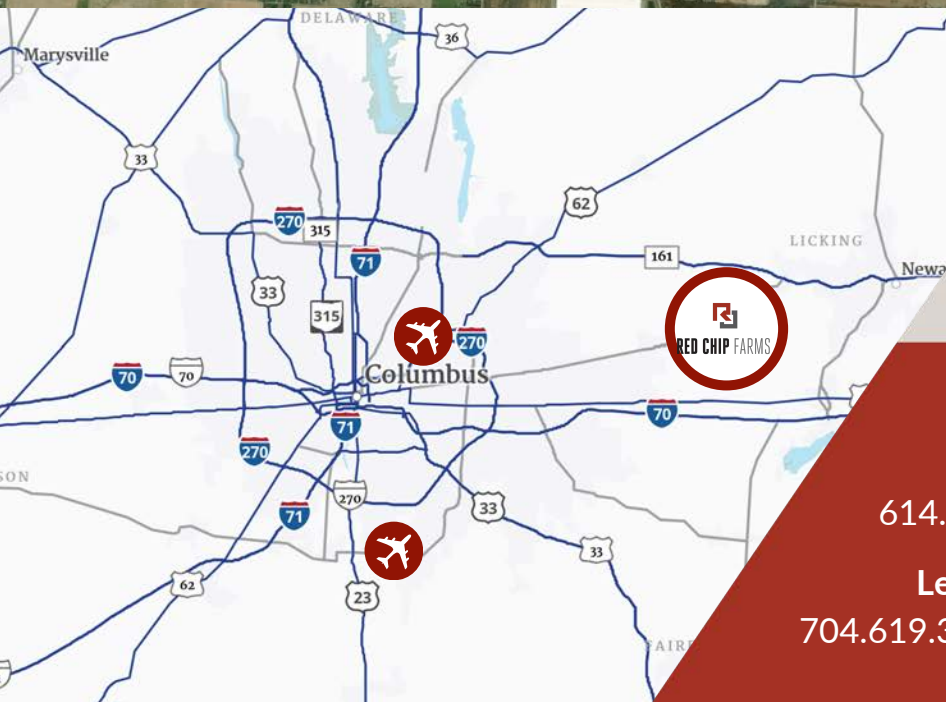 DELAWARE
36
Marysville
33
62
270
315
161
LICKING
71
Newa
33
315
270
RED CHIP FARMS
70
70
Columbus
70
71
270
SON
270
33
71
614.
33
62
23
Le
704.619.3
FAIR